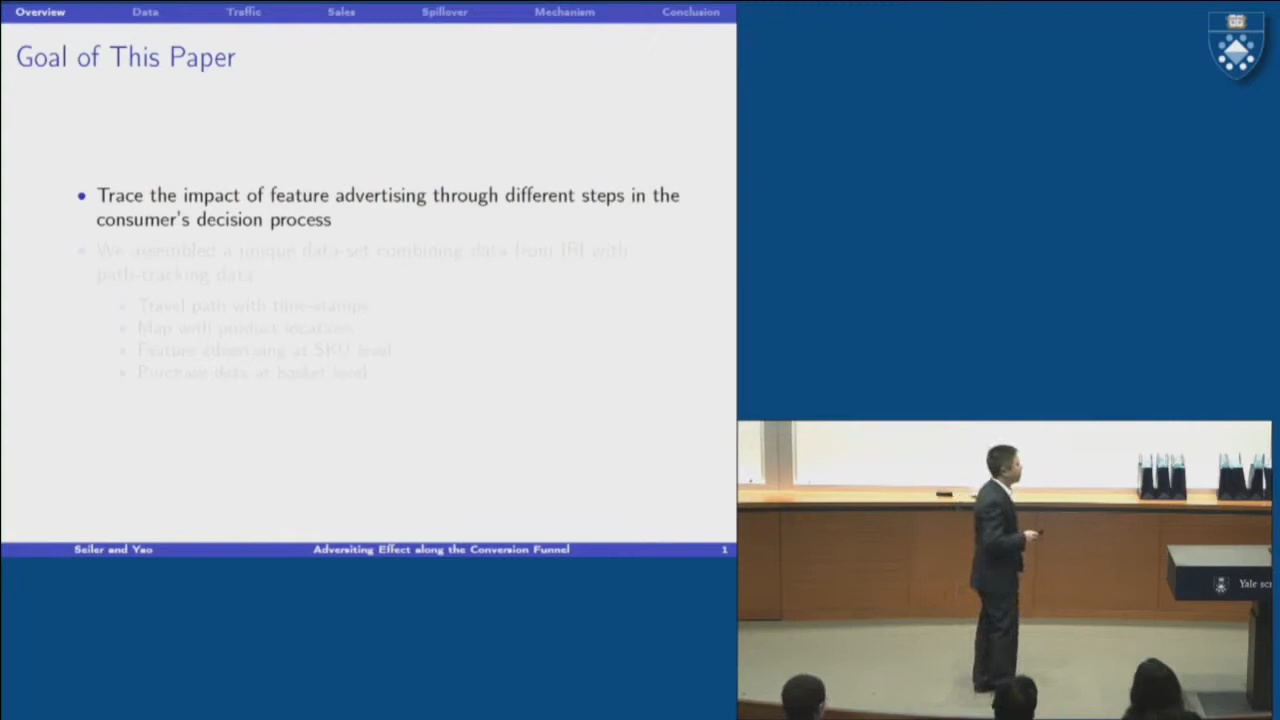 Overview Data Traffic Sales Spillover Mechanism Conclusion
Goal of This Paper
• Trace the impact of feature advertising through different steps in the
consumer's decision process
• We assembled a unique data-set combining data from IRI with
path-tracking data
• Travel path with time-stamps
• Map with product locations
• Feature advertising at SKU level
• Purchase data at basket level
Seiler and Yao Adversiting Effect along the Conversion Funnel 1
Yale